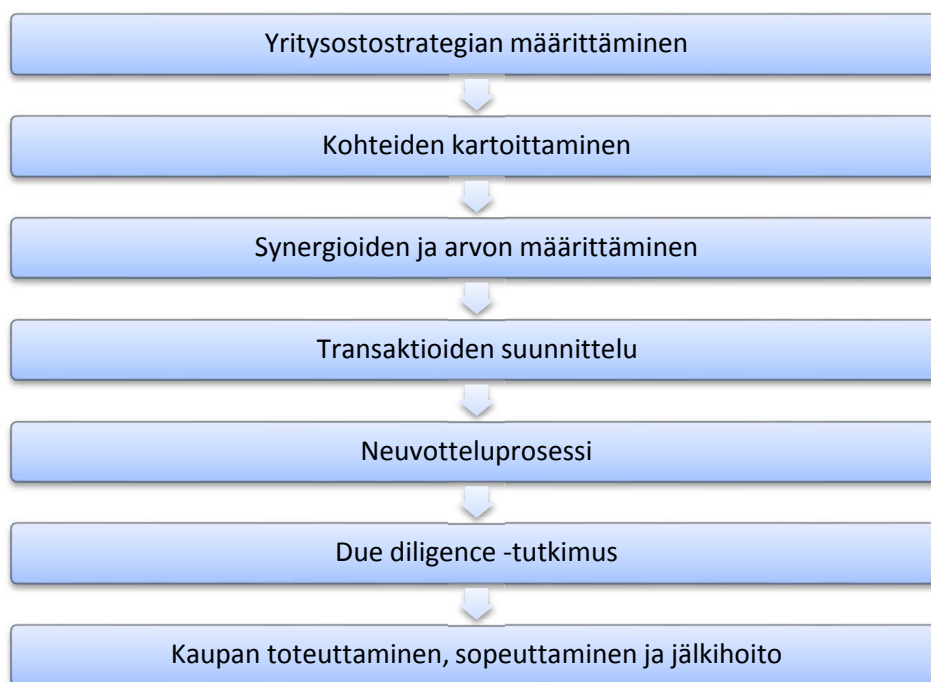 Yritysostostrategian määrittäminen
Kohteiden kartoittaminen
Synergioiden ja arvon määrittäminen
Transaktioiden suunnittelu
Neuvotteluprosessi
Due diligence -tutkimus
Kaupan toteuttaminen, sopeuttaminen ja jälkihoito